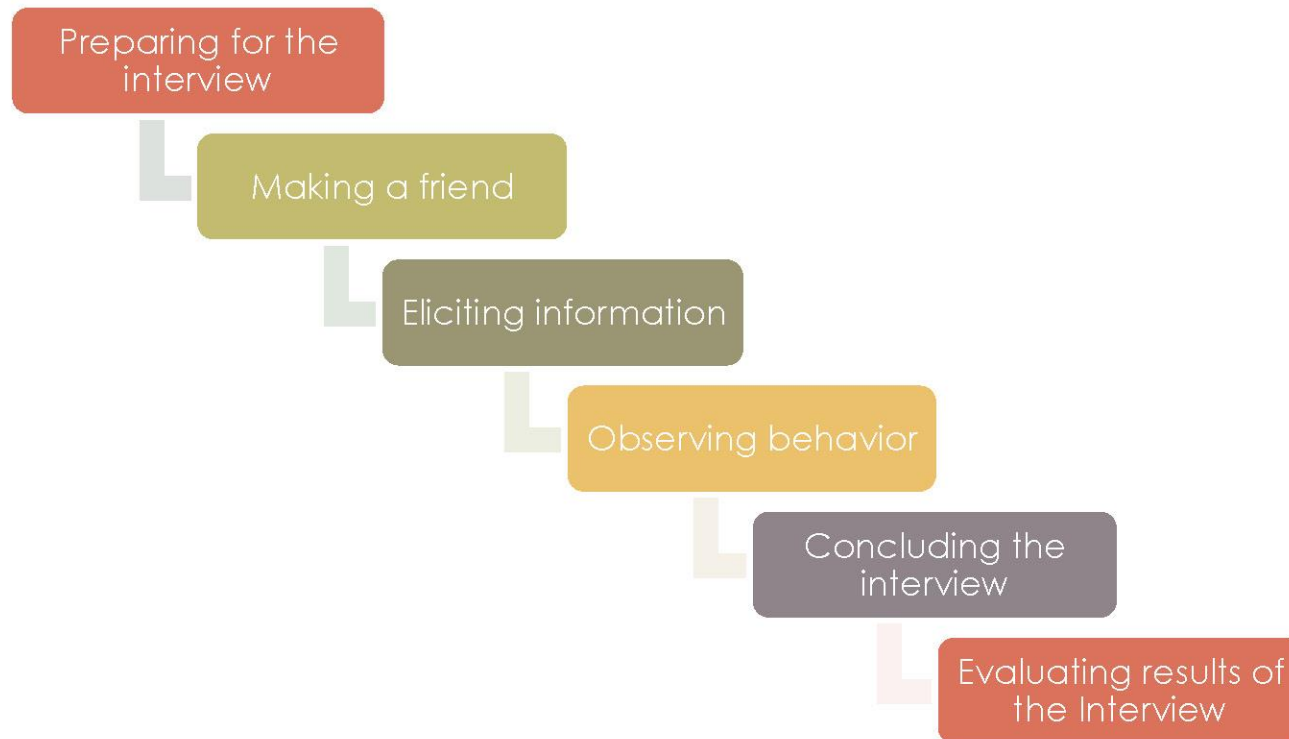 Preparing for the
interview
Making a friend
Eliciting information
Observing behavior
Concluding the
interview
Evaluating results of
the Interview